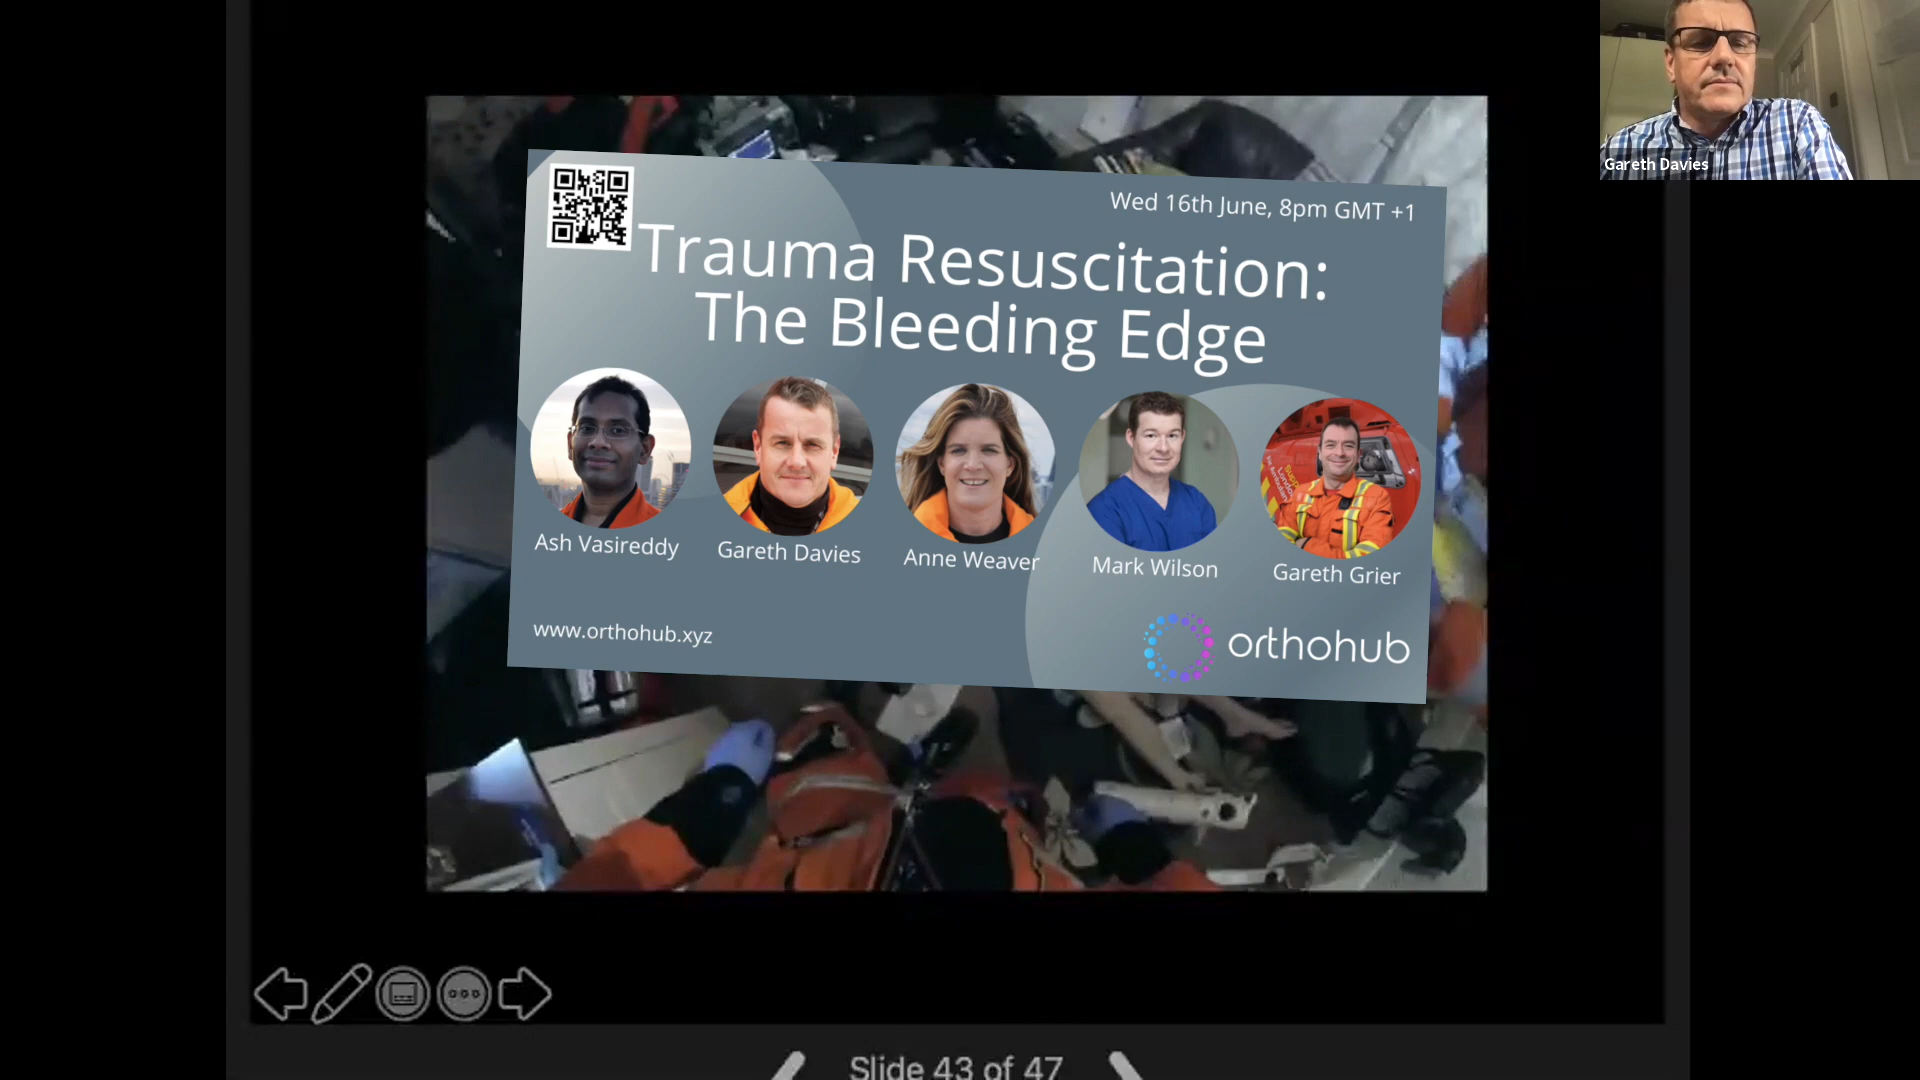 Gareth Davies
Wed 16th June, 8pm GMT +1
Trauma Resuscitation:
The Bleeding Edge
Ash Vasireddy
Gareth Davies
Anne Weaver
Mark Wilson
Gareth Grier
www.orthohub.xyz
orthohub
Slide 43 of 47